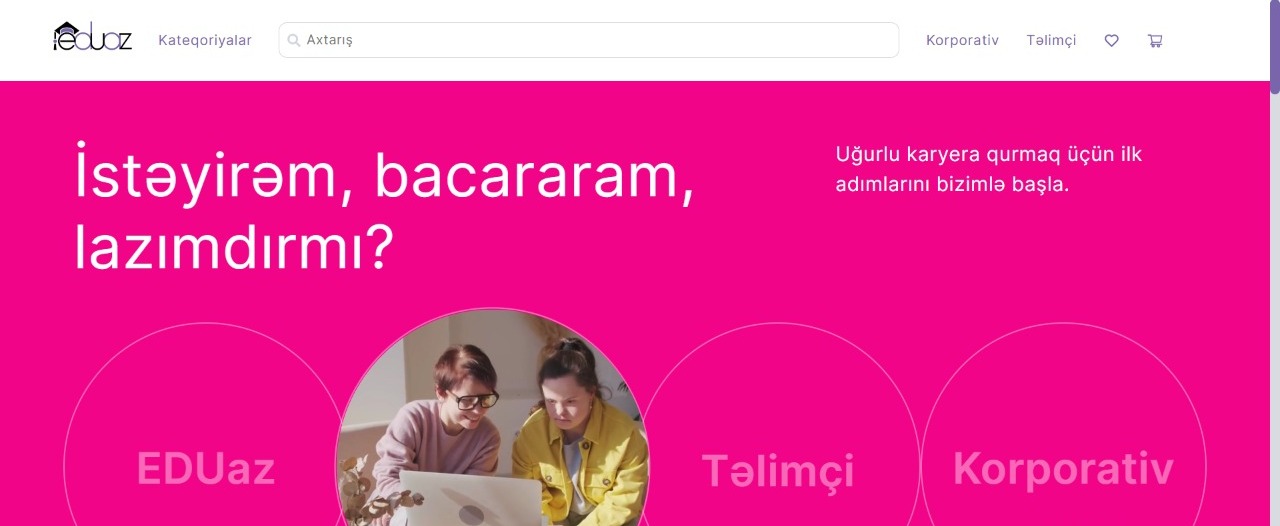 eduaz
Kateqoriyalar
Axtarış
Korporativ
Təlimçi
İstəyirəm, bacararam,
lazımdırmı?
Uğurlu karyera qurmaq üçün ilk
adımlarını bizimlə başla.
EDUaz
Təlimçi
Korporativ